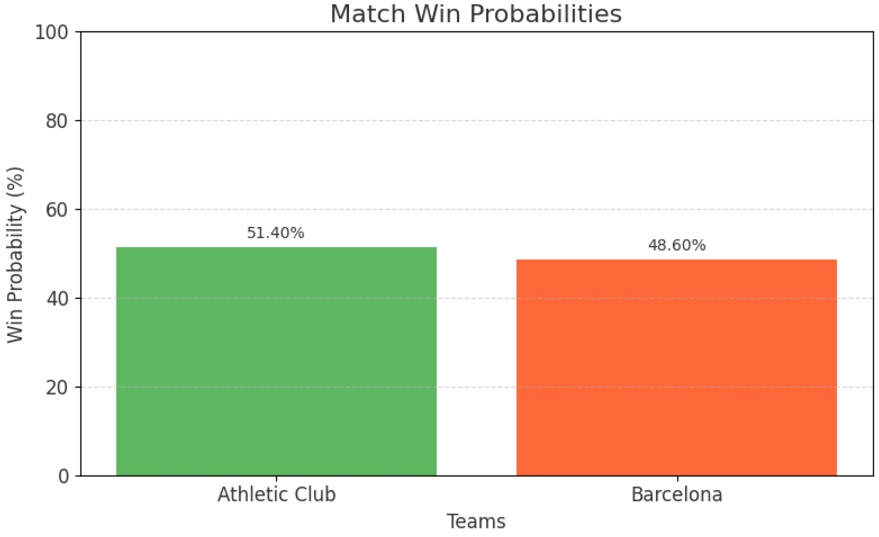 Match Win Probabilities
Win Probability (%)
100
80
60
40
20
0
51.40%
48.60%
Athletic Club
Barcelona
Teams